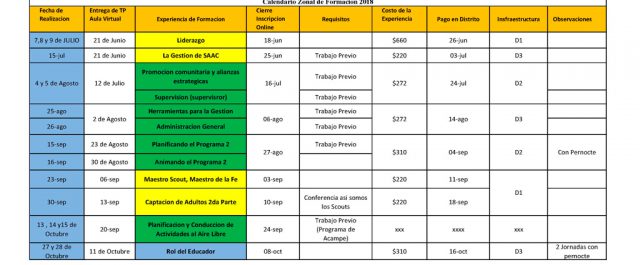 Calendario Zonal de Formacion 2018
Fecha de Realizacion | Entrega de TP Aula Virtual | Experiencia de Formacion | Cierre Inscripcion Online | Requisitos | Costo de la Experiencia | Pago en Distrito | Insfraestructura | Observaciones
7,8 y 9 de JULIO | 21 de Junio | Liderazgo | 18-jun | $660 | 26-jun | D1
15-jul | 21 de Junio | La Gestion de SAAC | 25-jun | Trabajo Previo | $220 | 03-jul | D3
4 y 5 de Agosto | 12 de Julio | Promocion comunitaria y alianzas estrategicas | 16-jul | Trabajo Previo | $272 | 24-jul | D2
Supervision (supervisror) | Trabajo Previo
25-ago | 2 de Agosto | Herramientas para la Gestion | 06-ago | Trabajo Previo | $272 | 14-ago | D3
26-ago | Administracion General | Trabajo Previo
15-sep | 23 de Agosto | Planificando el Programa 2 | 27-ago | Trabajo Previo | $310 | 04-sep | D2 | Con Pernocte
16-sep | 30 de Agosto | Animando el Programa 2
23-sep | 06-sep | Maestro Scout, Maestro de la Fe | 03-sep | $220 | 11-sep | D1
30-sep | 13-sep | Captacion de Adultos 2da Parte | 10-sep | Conferencia asi somos los Scouts | $220 | 18-sep
13 , 14 y15 de Octubre | 20-sep | Planificacion y Conduccion de Actividades al Aire Libre | 24-sep | Trabajo Previo (Programa de Acampe) | xxx | xxx | xxxx
27 y 28 de Octubre | 11 de Octubre | Rol del Educador | 08-oct | $310 | 16-oct | D3 | 2 Jornadas con pernocte